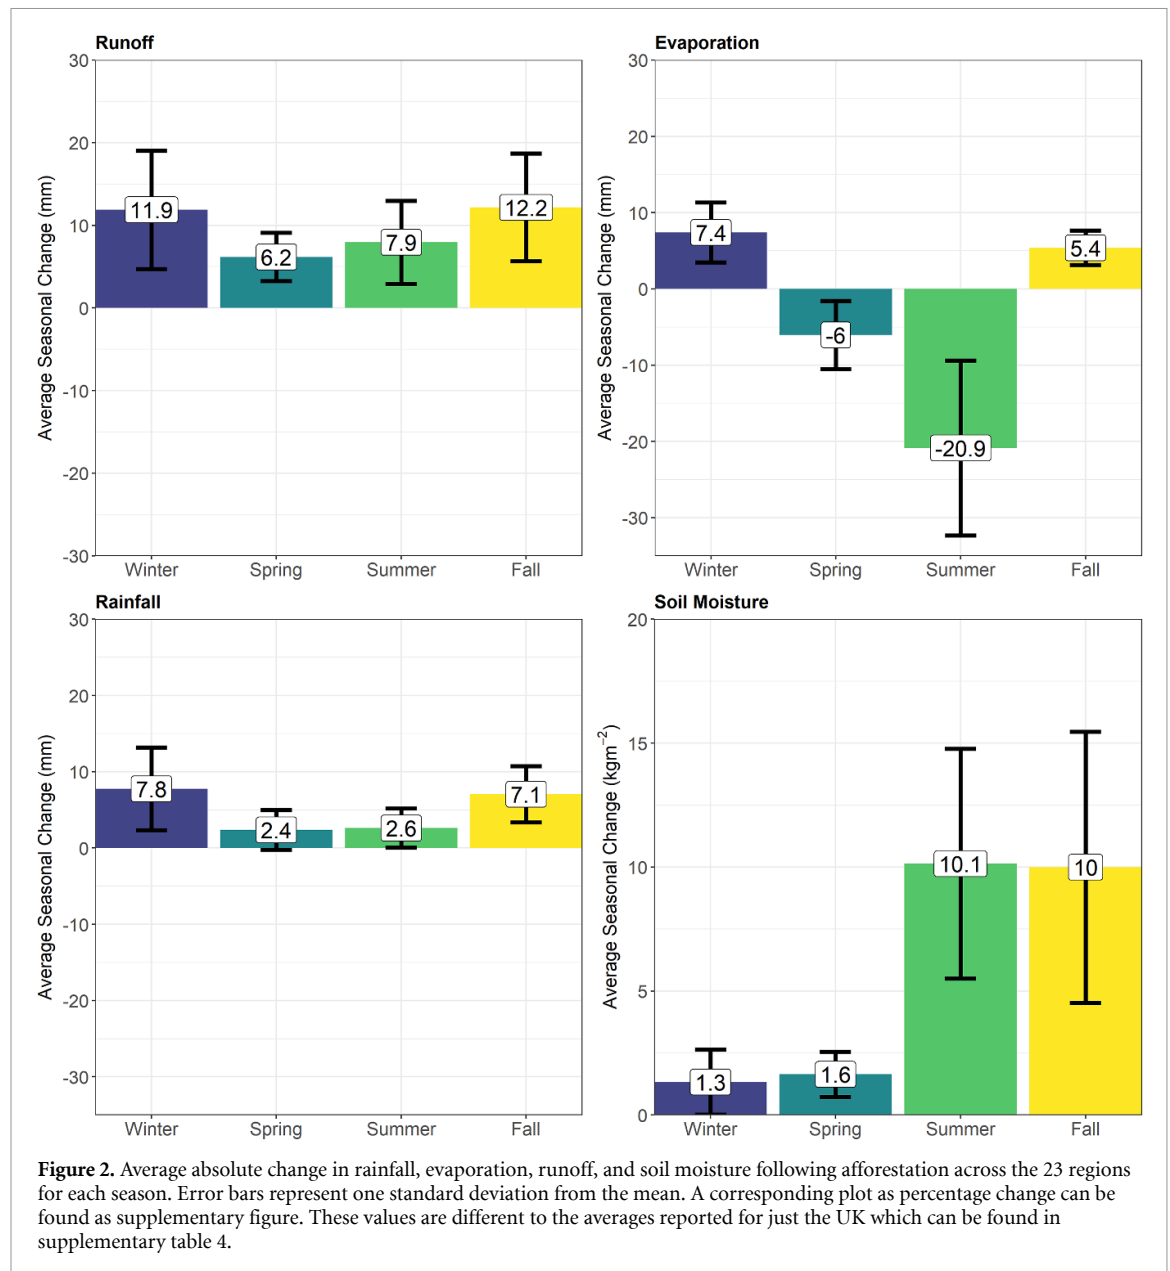 Runoff
30
20
10
0
-10
-20
-30
Average Seasonal Change (mm)
11.9
6.2
7.9
12.2
Winter Spring Summer Fall
Evaporation
30
20
10
0
-10
-20
-30
Average Seasonal Change (mm)
7.4
-6
-20.9
5.4
Winter Spring Summer Fall
Rainfall
30
20
10
0
-10
-20
-30
Average Seasonal Change (mm)
7.8
2.4
2.6
7.1
Winter Spring Summer Fall
Soil Moisture
20
15
10
5
0
Average Seasonal Change (kgm⁻²)
1.3
1.6
10.1
10
Winter Spring Summer Fall
Figure 2. Average absolute change in rainfall, evaporation, runoff, and soil moisture following afforestation across the 23 regions
for each season. Error bars represent one standard deviation from the mean. A corresponding plot as percentage change can be
found as supplementary figure. These values are different to the averages reported for just the UK which can be found in
supplementary table 4.